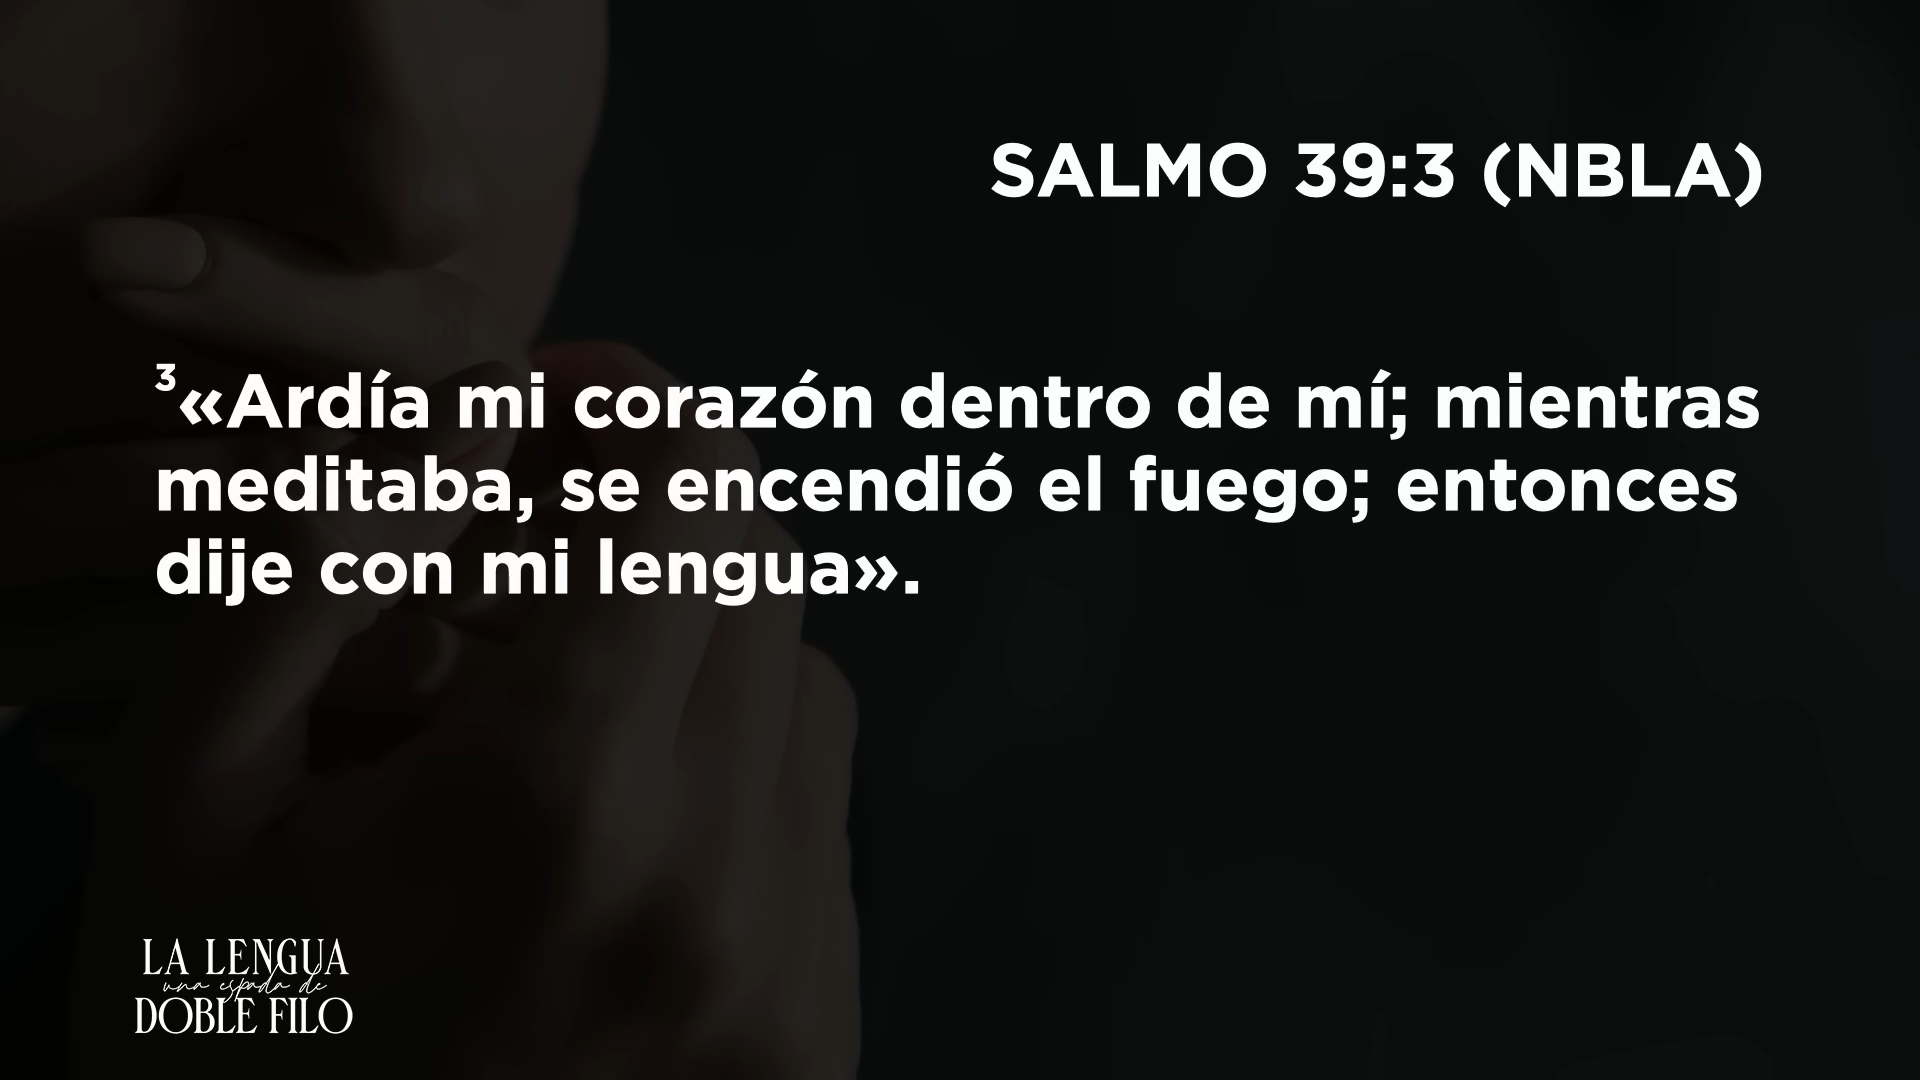 SALMO 39:3 (NBLA)
³«Ardía mi corazón dentro de mí; mientras
meditaba, se encendió el fuego; entonces
dije con mi lengua».
LA LENGUA
una espada de
DOBLE FILO